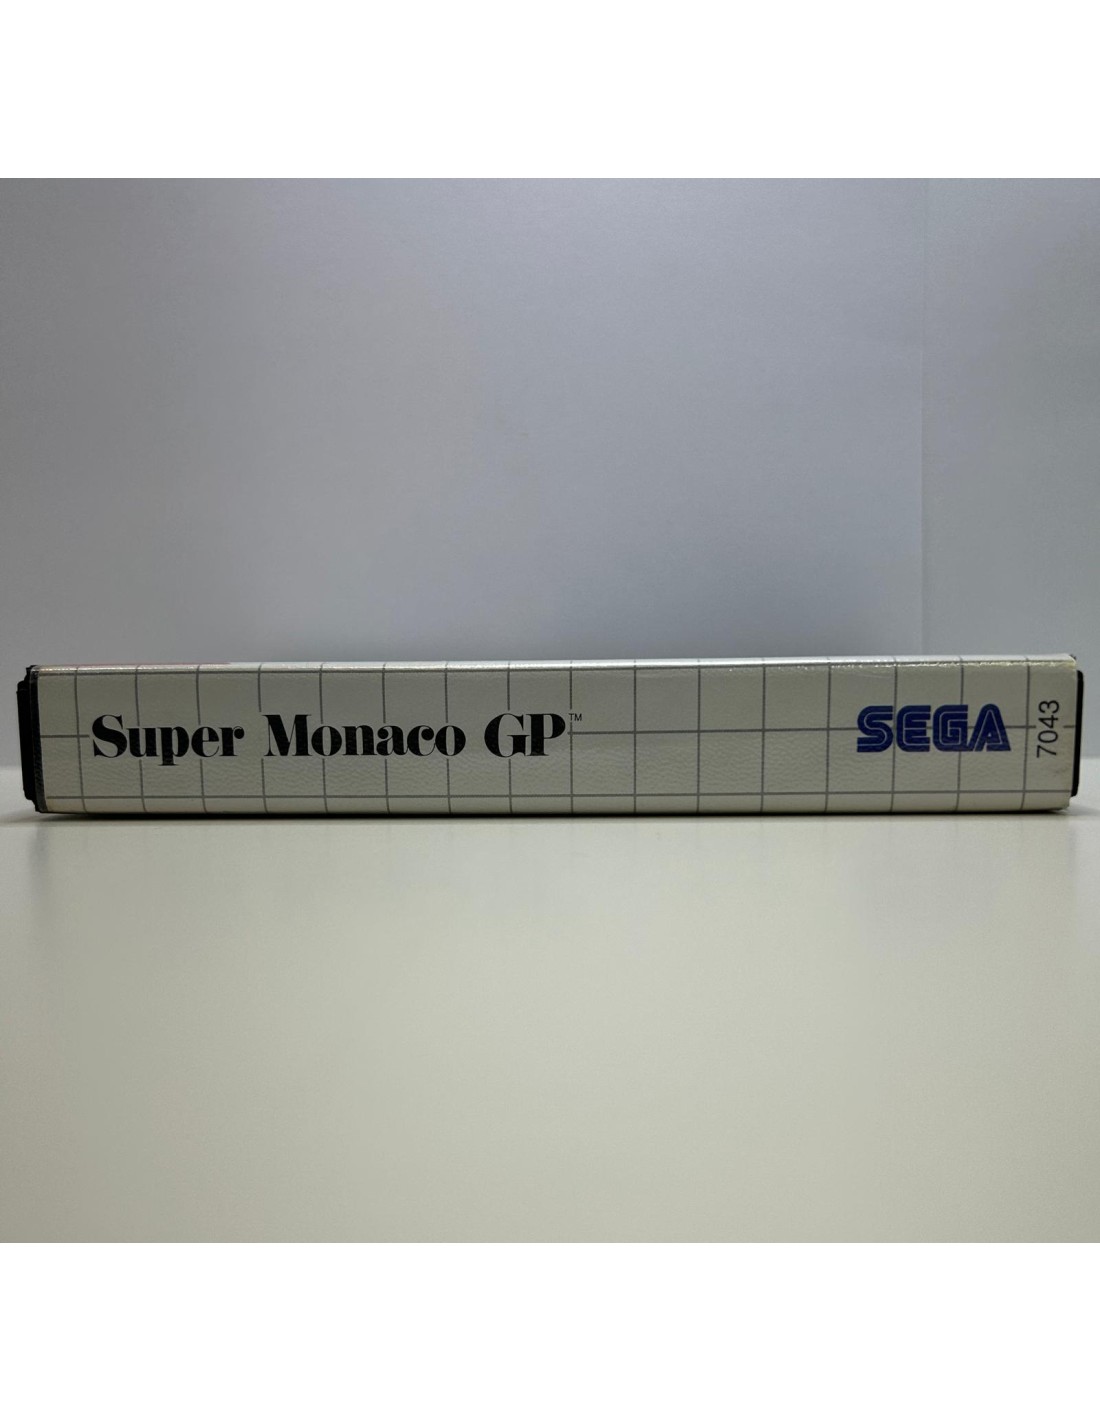 Super Monaco GP™
SEGA
7043